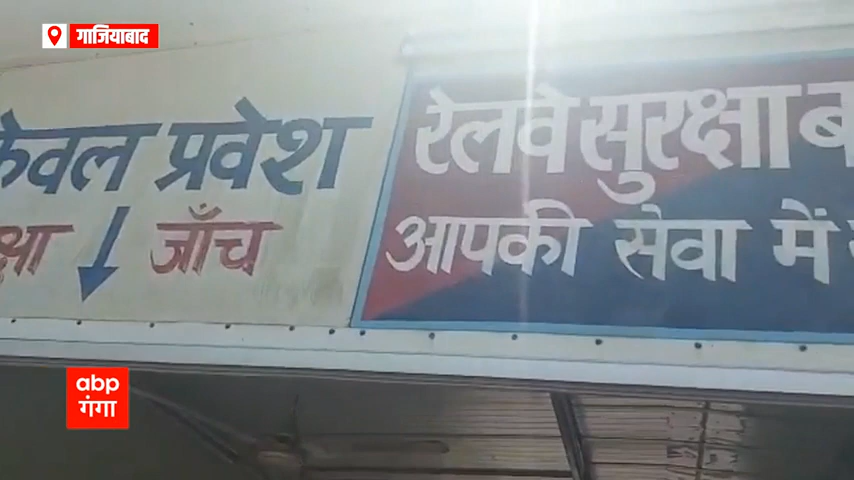 गाजियाबाद
केवल प्रवेश
जाँच
रेलवे सुरक्षा
आपकी सेवा में
abp
गंगा